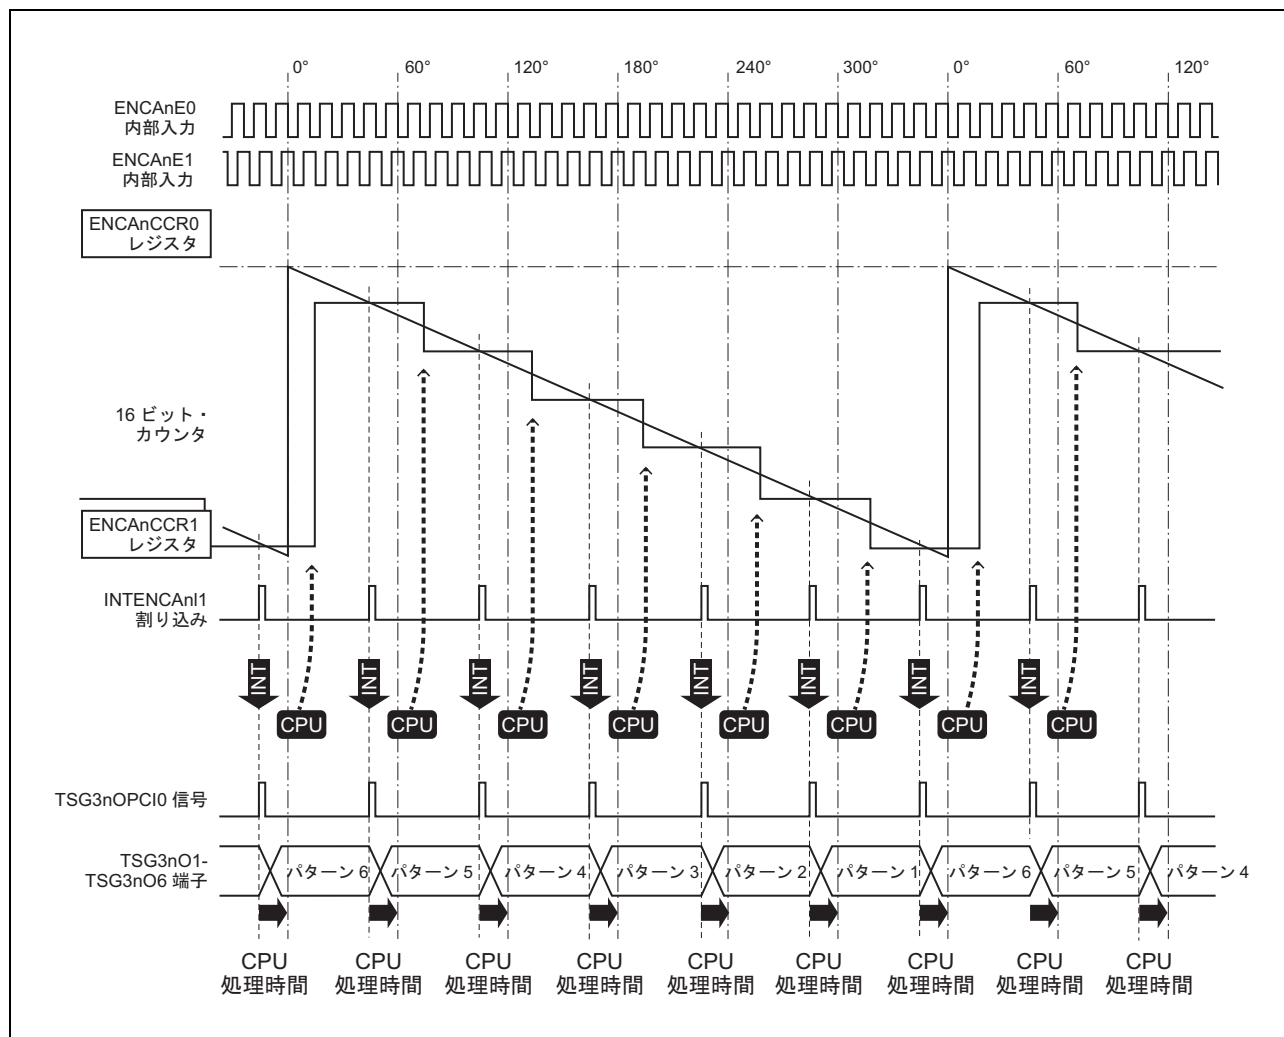 0° 60° 120° 180° 240° 300° 0° 60° 120°
ENCAnE0
内部入力
ENCAnE1
内部入力
ENCAnCCR0
レジスタ
16 ビット・
カウンタ
ENCAnCCR1
レジスタ
INTENCAnI1
割り込み
INT INT INT INT INT INT INT INT
CPU CPU CPU CPU CPU CPU CPU CPU
TSG3nOPCI0 信号
TSG3nO1-
TSG3nO6 端子
パターン 6 パターン 5 パターン 4 パターン 3 パターン 2 パターン 1 パターン 6 パターン 5 パターン 4
CPU CPU CPU CPU CPU CPU CPU CPU
処理時間 処理時間 処理時間 処理時間 処理時間 処理時間 処理時間 処理時間